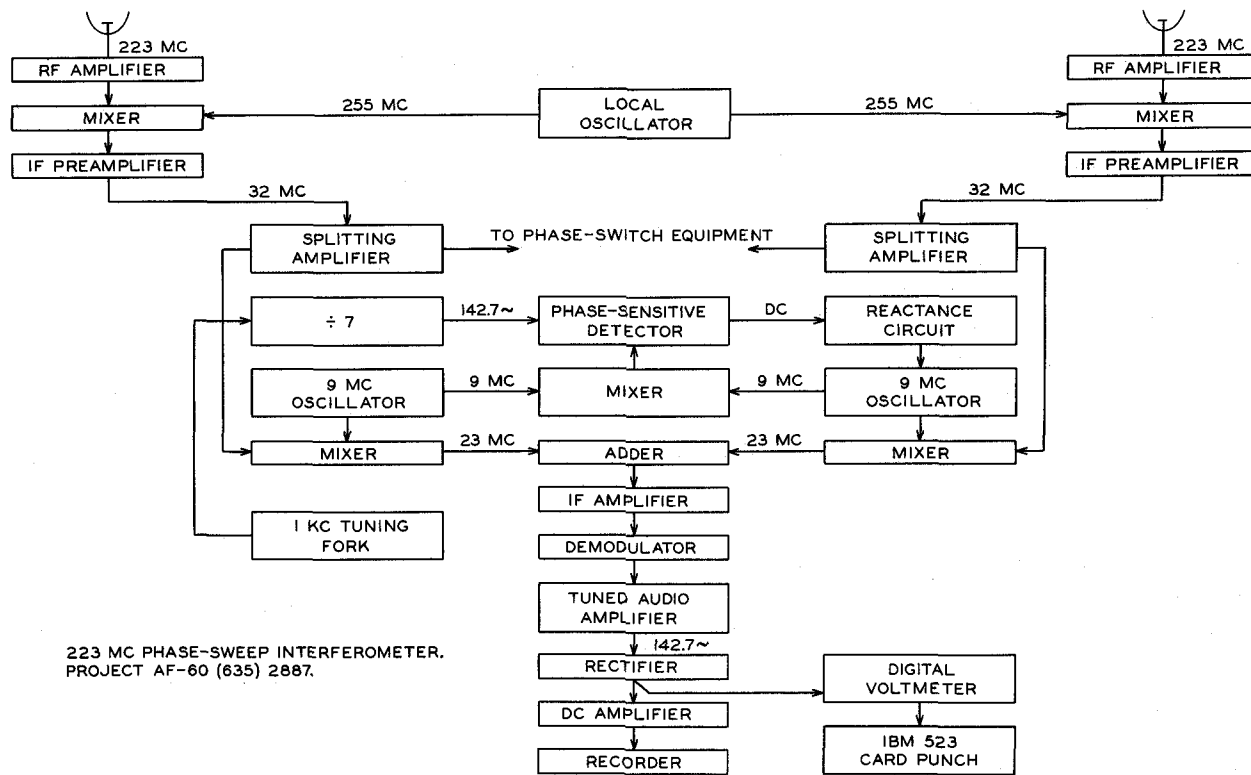 223 MC
223 MC
RF AMPLIFIER
RF AMPLIFIER
MIXER
255 MC
LOCAL
OSCILLATOR
255 MC
MIXER
IF PREAMPLIFIER
IF PREAMPLIFIER
32 MC
32 MC
SPLITTING
AMPLIFIER
TO PHASE-SWITCH EQUIPMENT
SPLITTING
AMPLIFIER
÷ 7
142.7~
PHASE-SENSITIVE
DETECTOR
DC
REACTANCE
CIRCUIT
9 MC
OSCILLATOR
9 MC
MIXER
9 MC
9 MC
OSCILLATOR
MIXER
23 MC
ADDER
23 MC
MIXER
IF AMPLIFIER
1 KC TUNING
FORK
DEMODULATOR
TUNED AUDIO
AMPLIFIER
142.7~
223 MC PHASE-SWEEP INTERFEROMETER.
PROJECT AF-60 (635) 2887.
RECTIFIER
DIGITAL
VOLTMETER
DC AMPLIFIER
IBM 523
CARD PUNCH
RECORDER